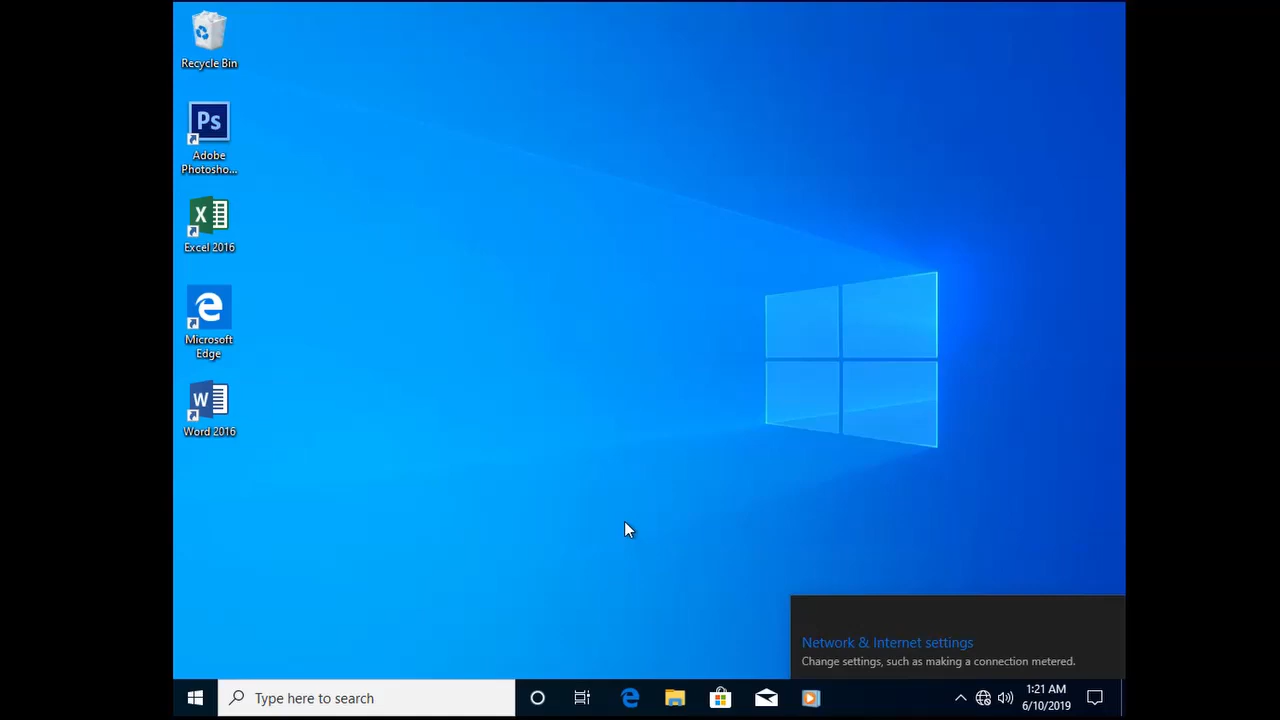 Recycle Bin
Ps
Adobe
Photosho...
X
Excel 2016
Microsoft
Edge
W
Word 2016
Network & Internet settings
Change settings, such as making a connection metered.
Type here to search
1:21 AM
6/10/2019